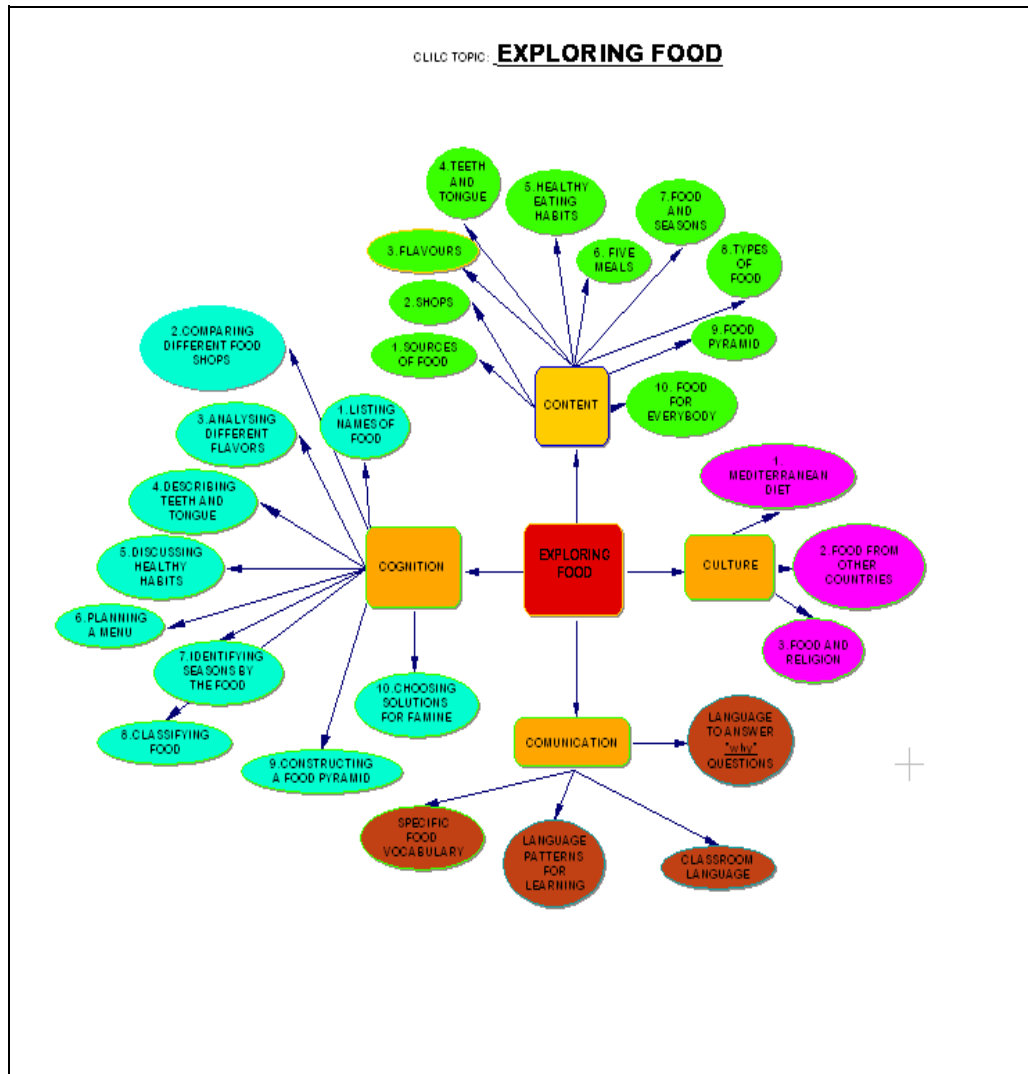 CLILC TOPIC: EXPLORING FOOD
4.TEETH
AND
TONGUE
5.HEALTHY
EATING
HABITS
7.FOOD
AND
SEASONS
3.FLAVOURS
6. FIVE
MEALS
8.TYPES
OF
FOOD
2.SHOPS
1.SOURCES
OF FOOD
9.FOOD
PYRAMID
CONTENT
10. FOOD
FOR
EVERYBODY
2.COMPARING
DIFFERENT FOOD
SHOPS
1.LISTING
NAMES OF
FOOD
3.ANALYSING
DIFFERENT
FLAVORS
4.DESCRIBING
TEETH AND
TONGUE
5.DISCUSSING
HEALTHY
HABITS
6.PLANNING
A MENU
7.IDENTIFYING
SEASONS BY
THE FOOD
8.CLASSIFYING
FOOD
9.CONSTRUCTING
A FOOD PYRAMID
10.CHOOSING
SOLUTIONS
FOR FAMINE
COGNITION
EXPLORING
FOOD
CULTURE
1.
MEDITERRANEAN
DIET
2.FOOD FROM
OTHER
COUNTRIES
3.FOOD AND
RELIGION
COMUNICATION
LANGUAGE
TO ANSWER
"why"
QUESTIONS
SPECIFIC
FOOD
VOCABULARY
LANGUAGE
PATTERNS
FOR
LEARNING
CLASSROOM
LANGUAGE